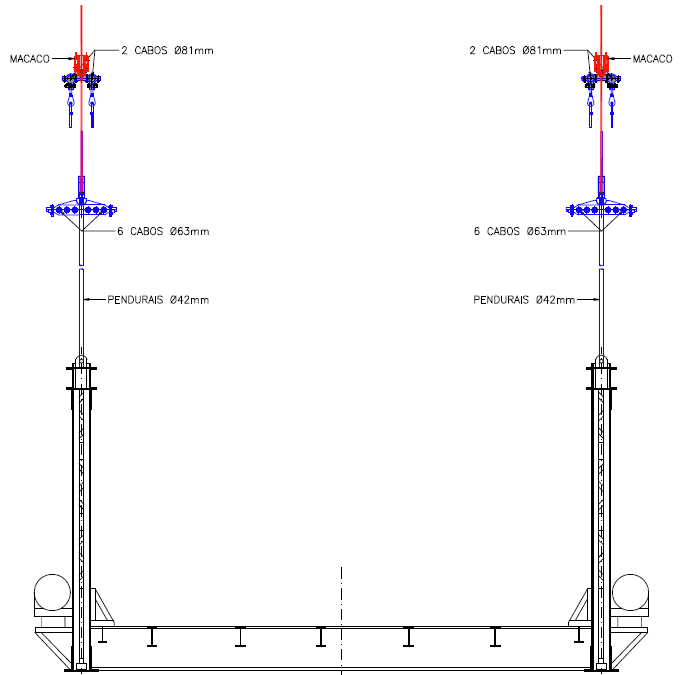 2 CABOS Ø81mm
2 CABOS Ø81mm
MACACO
MACACO
6 CABOS Ø63mm
6 CABOS Ø63mm
PENDURAIS Ø42mm
PENDURAIS Ø42mm